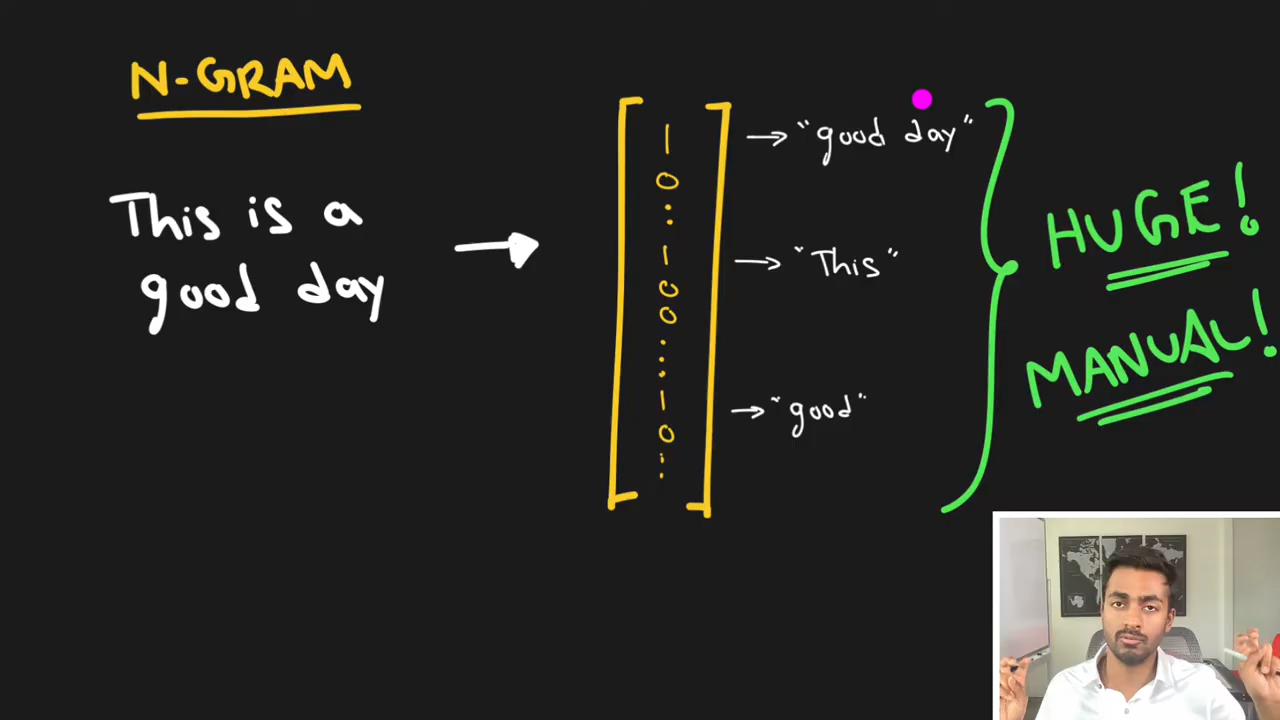 N-GRAM
This is a
good day
1
0
:
1
0
0
:
1
0
:
"good day"
"This"
"good"
HUGE!
MANUAL!